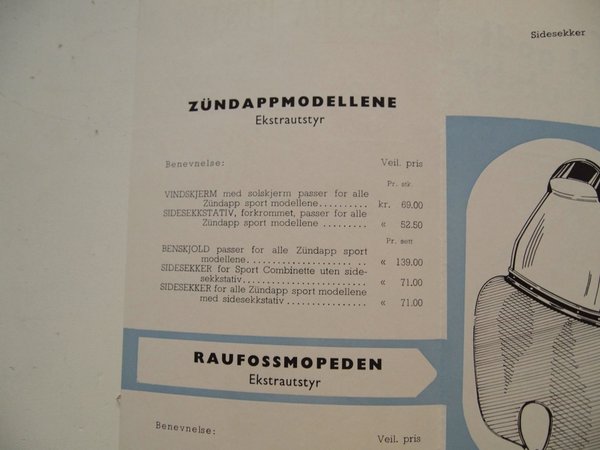 Sidesekker
ZÜNDAPPMODELLENE
Ekstrautstyr
Benevnelse: Veil. pris
Pr. stk.
VINDSKJERM med solskjerm passer for alle
Zündapp sport modellene.......... kr. 69.00
SIDESEKKSTATIV, forkrommet, passer for alle
Zündapp sport modellene .......... « 52.50
Pr. sett
BENSKJOLD passer for alle Zündapp sport
modellene...................... .. « 139.00
SIDESEKKER for Sport Combinette uten side-
sekkstativ......................... « 71.00
SIDESEKKER for alle Zündapp sport modellene
med sidesekkstativ ................ « 71.00
RAUFOSSMOPEDEN
Ekstrautstyr
Benevnelse:
Veil. pris